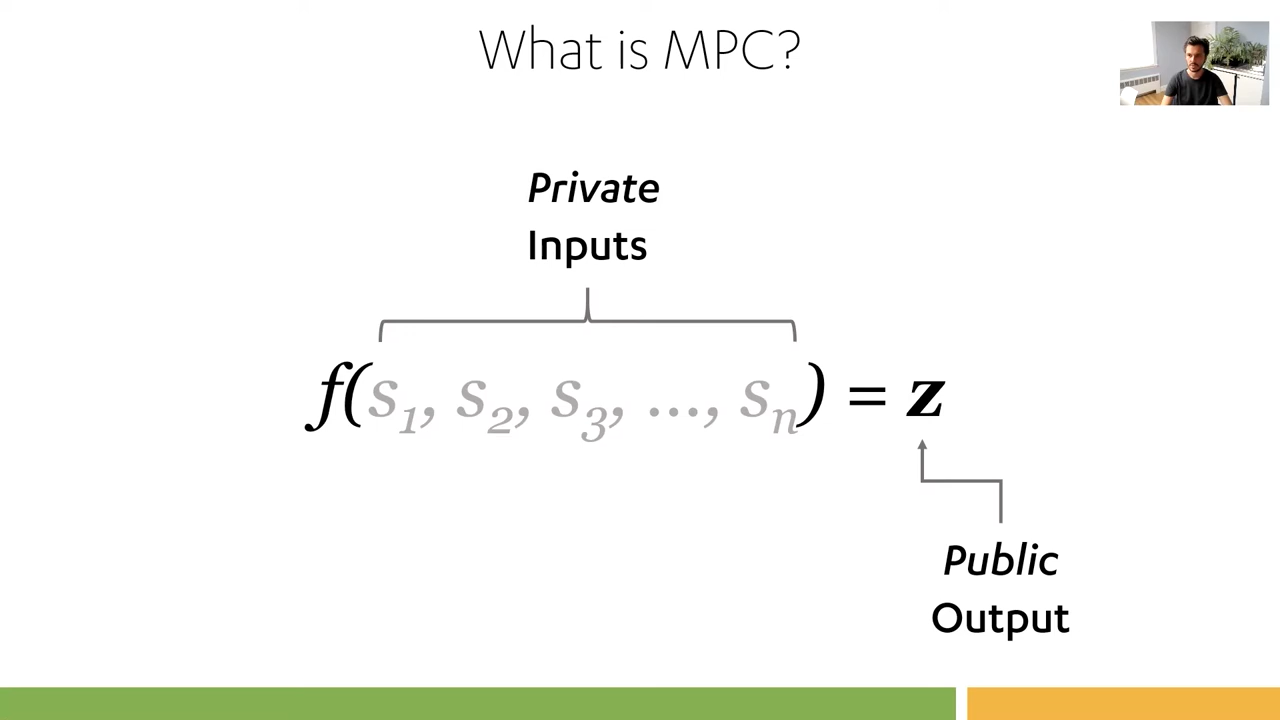 What is MPC?
Private
Inputs
f(s₁, s₂, s₃, ..., sₙ) = z
Public
Output